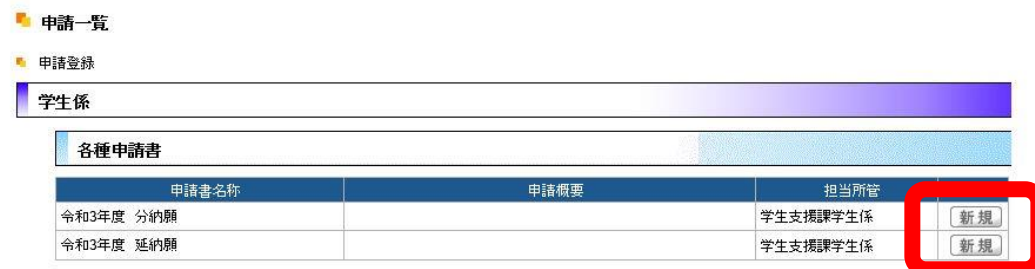 申請一覧
申請登録
学生係
各種申請書
申請書名称 申請概要 担当所管
令和3年度 分納願 学生支援課学生係 新規
令和3年度 延納願 学生支援課学生係 新規